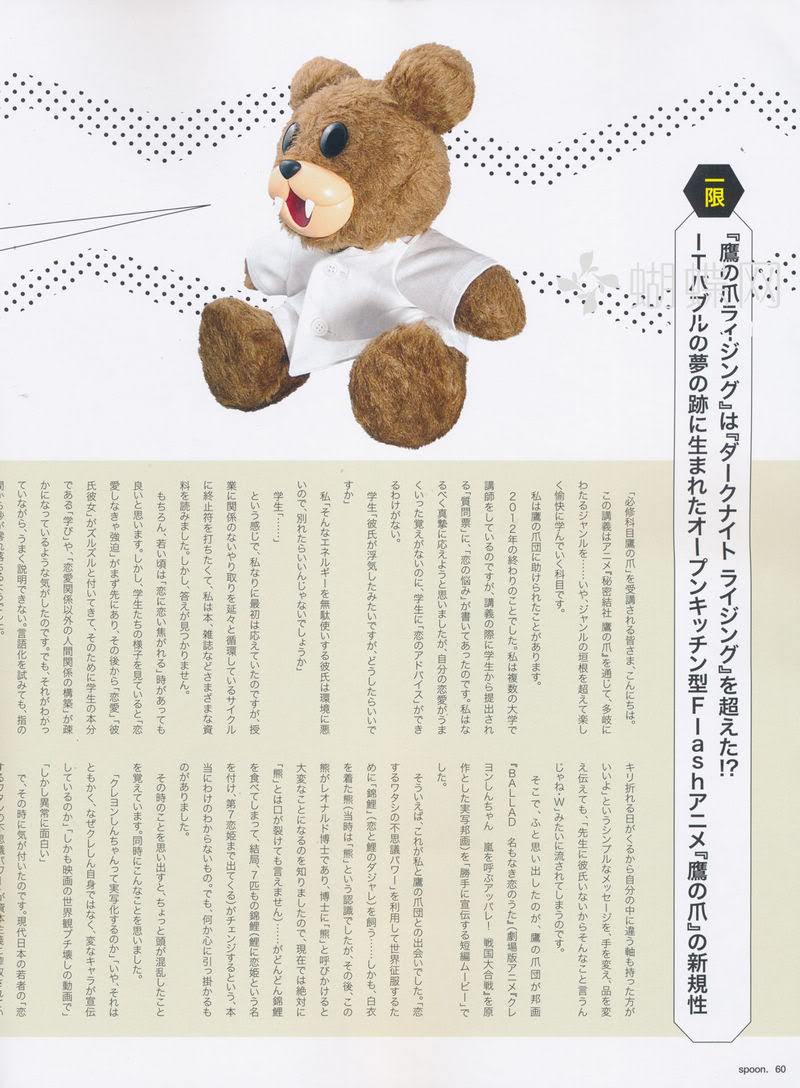 一限
『鷹の爪ライジング』は『ダークナイト ライジング』を超えた!?
ITバブルの夢の跡に生まれたオープンキッチン型Flashアニメ『鷹の爪』の新規性
「必修科目鷹の爪」を受講される皆さま、こんにちは。
この講義はアニメ『秘密結社 鷹の爪』を通じて、多岐に
わたるジャンルを……いや、ジャンルの垣根を超えて楽し
く愉快に学んでいく科目です。
私は鷹の爪団に助けられたことがあります。
2012年の終わりのことでした。私は複数の大学で
講師をしているのですが、講義の際に学生から提出され
る「質問票」に、「恋の悩み」が書いてあったのです。私はな
るべく真摯に応えようと思いましたが、自分の恋愛がうま
くいった覚えがないのに、学生に「恋のアドバイス」ができ
るわけがない。
学生「彼氏が浮気したみたいですが、どうしたらいいで
すか」
私「そんなエネルギーを無駄使いする彼氏は環境に悪
いので、別れたらいいんじゃないでしょうか」
学生「……」
という感じで、私なりに最初は応えていたのですが、授
業に関係のないやり取りを延々と循環しているサイクル
に終止符を打ちたくて、私は本、雑誌などさまざまな資
料を読みました。しかし、答えが見つかりません。
もちろん、若い頃は「恋に恋い焦がれる」時があっても
良いと思います。しかし、学生たちの様子を見ていると「恋
愛しなきゃ強迫」がまず先にあり、その後から「恋愛」「彼
氏彼女」がズルズルと付いてきて、そのために学生の本分
である「学び」や、「恋愛関係以外の人間関係の構築」が疎
かになっているような気がしたのです。でも、それがわかっ
ていながら、うまく説明できない。言語化を試みても、指の
キリ折れる日がくるから自分の中に違う軸も持った方が
いいよ」というシンプルなメッセージを、手を変え、品を変
え伝えても、「先生に彼氏いないからそんなこと言うん
じゃね・W」みたいに流されてしまうのです。
そこで、ふと思い出したのが、鷹の爪団が邦画
『BALLAD 名もなき恋のうた』(劇場版アニメ『クレ
ヨンしんちゃん 嵐を呼ぶアッパレ! 戦国大合戦』を原
作とした実写邦画)を「勝手に宣伝する短編ムービー」で
した。
そういえば、これが私と鷹の爪団との出会いでした。「恋
するワタシの不思議パワー」を利用して世界征服するた
めに「錦鯉」(恋と鯉のダジャレ)を飼う……しかも、白衣
を着た熊(当時は「熊」という認識でしたが、その後、この
熊がレオナルド博士であり、博士に「熊」と呼びかけると
大変なことになるのを知りましたので、現在では絶対に
「熊」とは口が裂けても言えません)……がどんどん錦鯉
を食べてしまって、結局、7匹もの錦鯉(鯉に恋姫という名
を付け、第7恋姫まで出てくる)がチェンジするという、本
当にわけのわからないもの。でも、何か心に引っ掛かるも
のがありました。
その時のことを思い出すと、ちょっと頭が混乱したこと
を覚えています。同時にこんなことを思いました。
「クレヨンしんちゃんって実写化するのか」「いや、それは
ともかく、なぜクレしん自身ではなく、変なキャラが宣伝
しているのか」「しかも映画の世界観ブチ壊しの動画で」
「しかし異常に面白い」
で、その時に気が付いたのです。現代日本の若者の「恋
spoon. 60
蝴蝶网